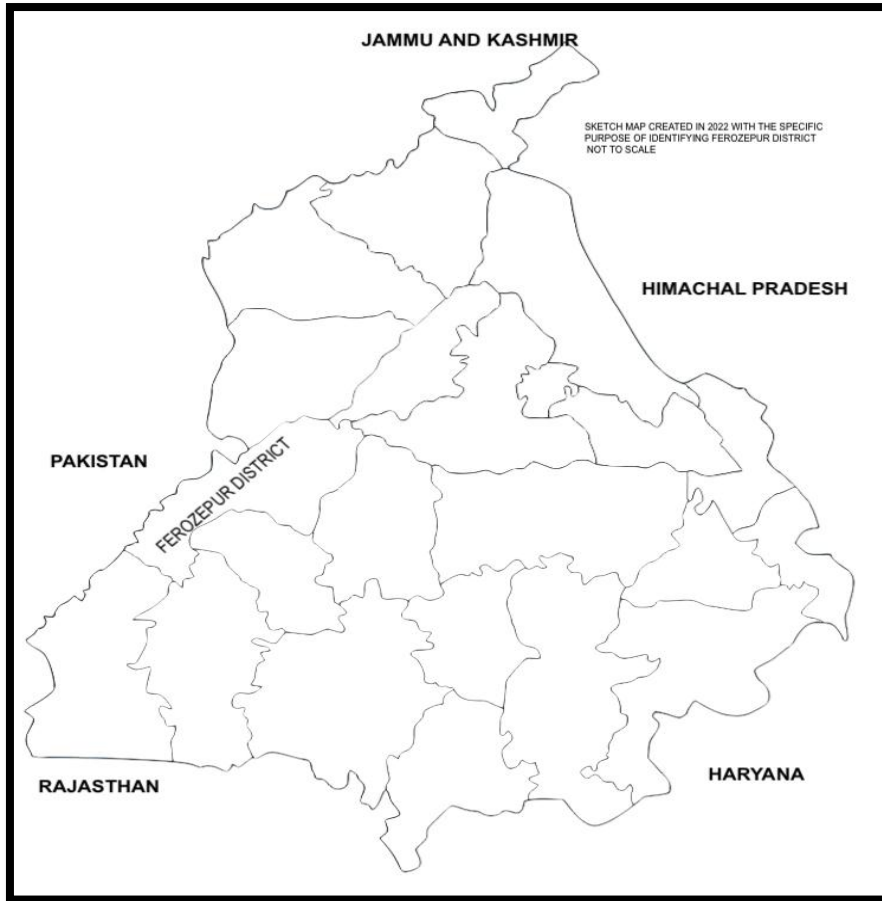 JAMMU AND KASHMIR
SKETCH MAP CREATED IN 2022 WITH THE SPECIFIC
PURPOSE OF IDENTIFYING FEROZEPUR DISTRICT
NOT TO SCALE
HIMACHAL PRADESH
PAKISTAN
FEROZEPUR DISTRICT
RAJASTHAN
HARYANA